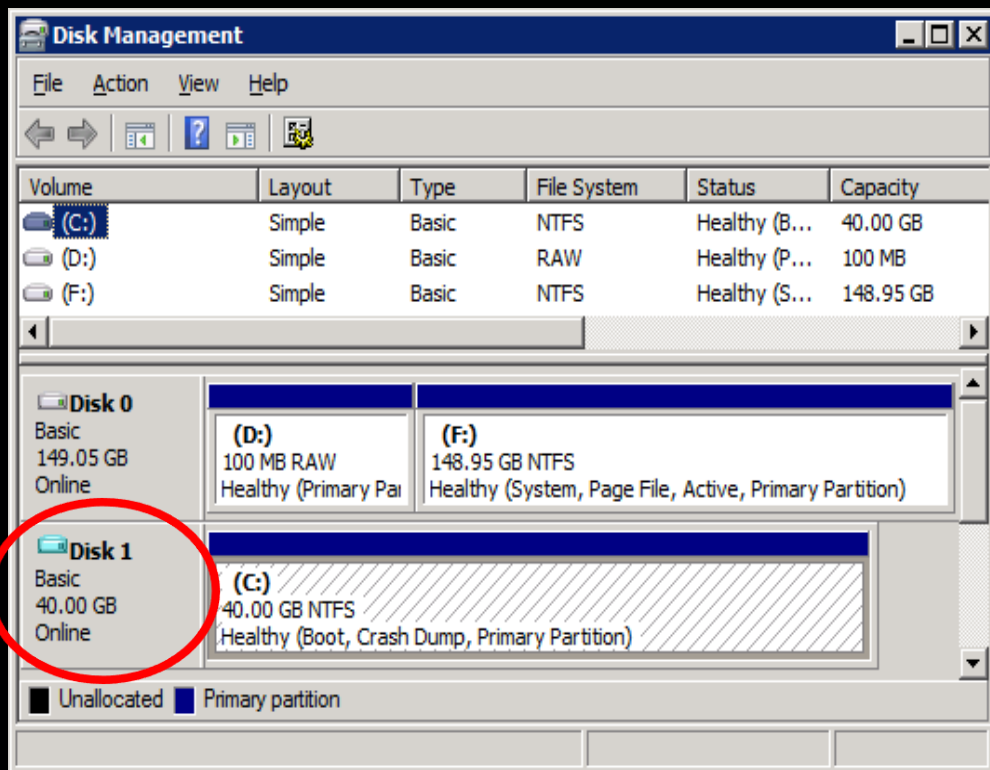 Disk Management
File Action View Help
Volume Layout Type File System Status Capacity
(C:) Simple Basic NTFS Healthy (B... 40.00 GB
(D:) Simple Basic RAW Healthy (P... 100 MB
(F:) Simple Basic NTFS Healthy (S... 148.95 GB
Disk 0
Basic
149.05 GB
Online
(D:)
100 MB RAW
Healthy (Primary Par
(F:)
148.95 GB NTFS
Healthy (System, Page File, Active, Primary Partition)
Disk 1
Basic
40.00 GB
Online
(C:)
40.00 GB NTFS
Healthy (Boot, Crash Dump, Primary Partition)
Unallocated Primary partition